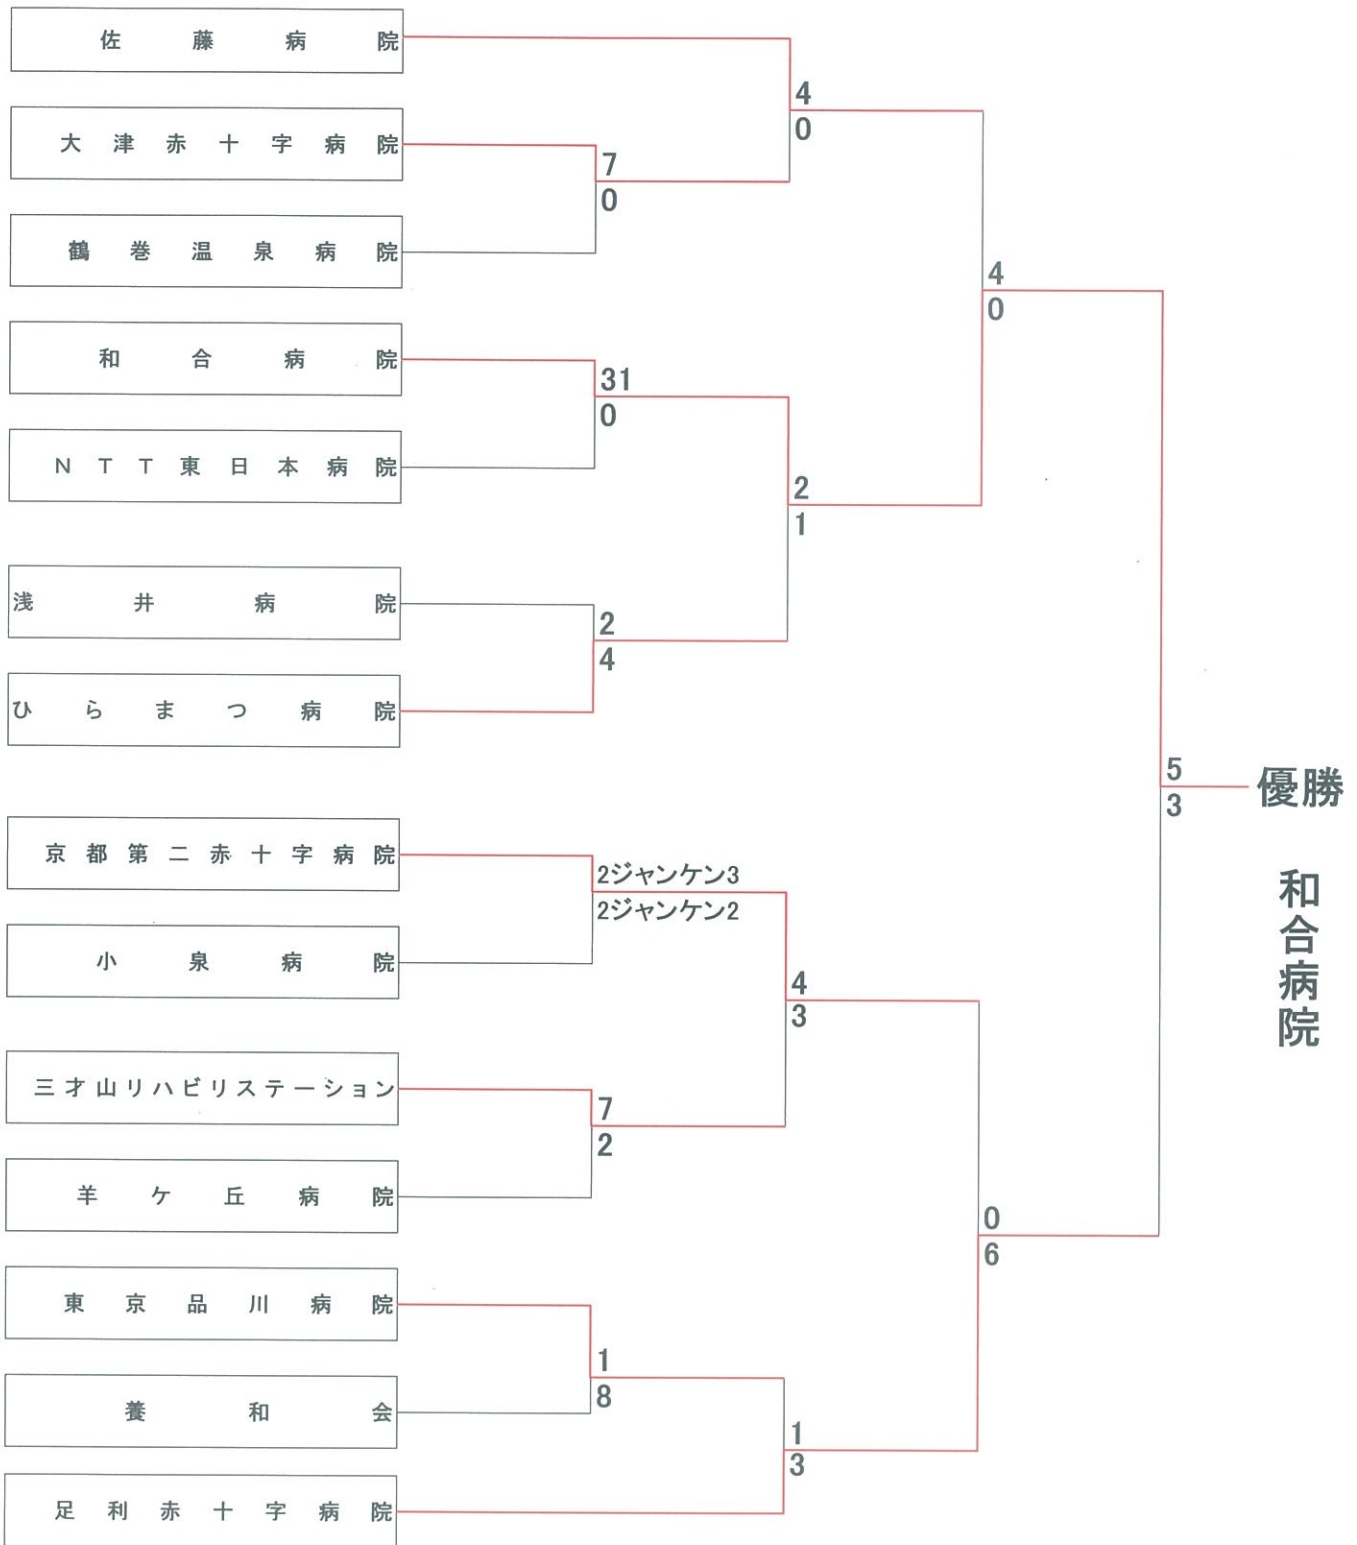 佐藤病院
4
0
大津赤十字病院
7
0
鶴巻温泉病院
4
0
和合病院
31
0
NTT東日本病院
2
1
浅井病院
2
4
ひらまつ病院
5
3
優勝
和合病院
京都第二赤十字病院
2ジャンケン3
2ジャンケン2
小泉病院
4
3
三才山リハビリステーション
7
2
羊ケ丘病院
0
6
東京品川病院
1
8
養和会
1
3
足利赤十字病院